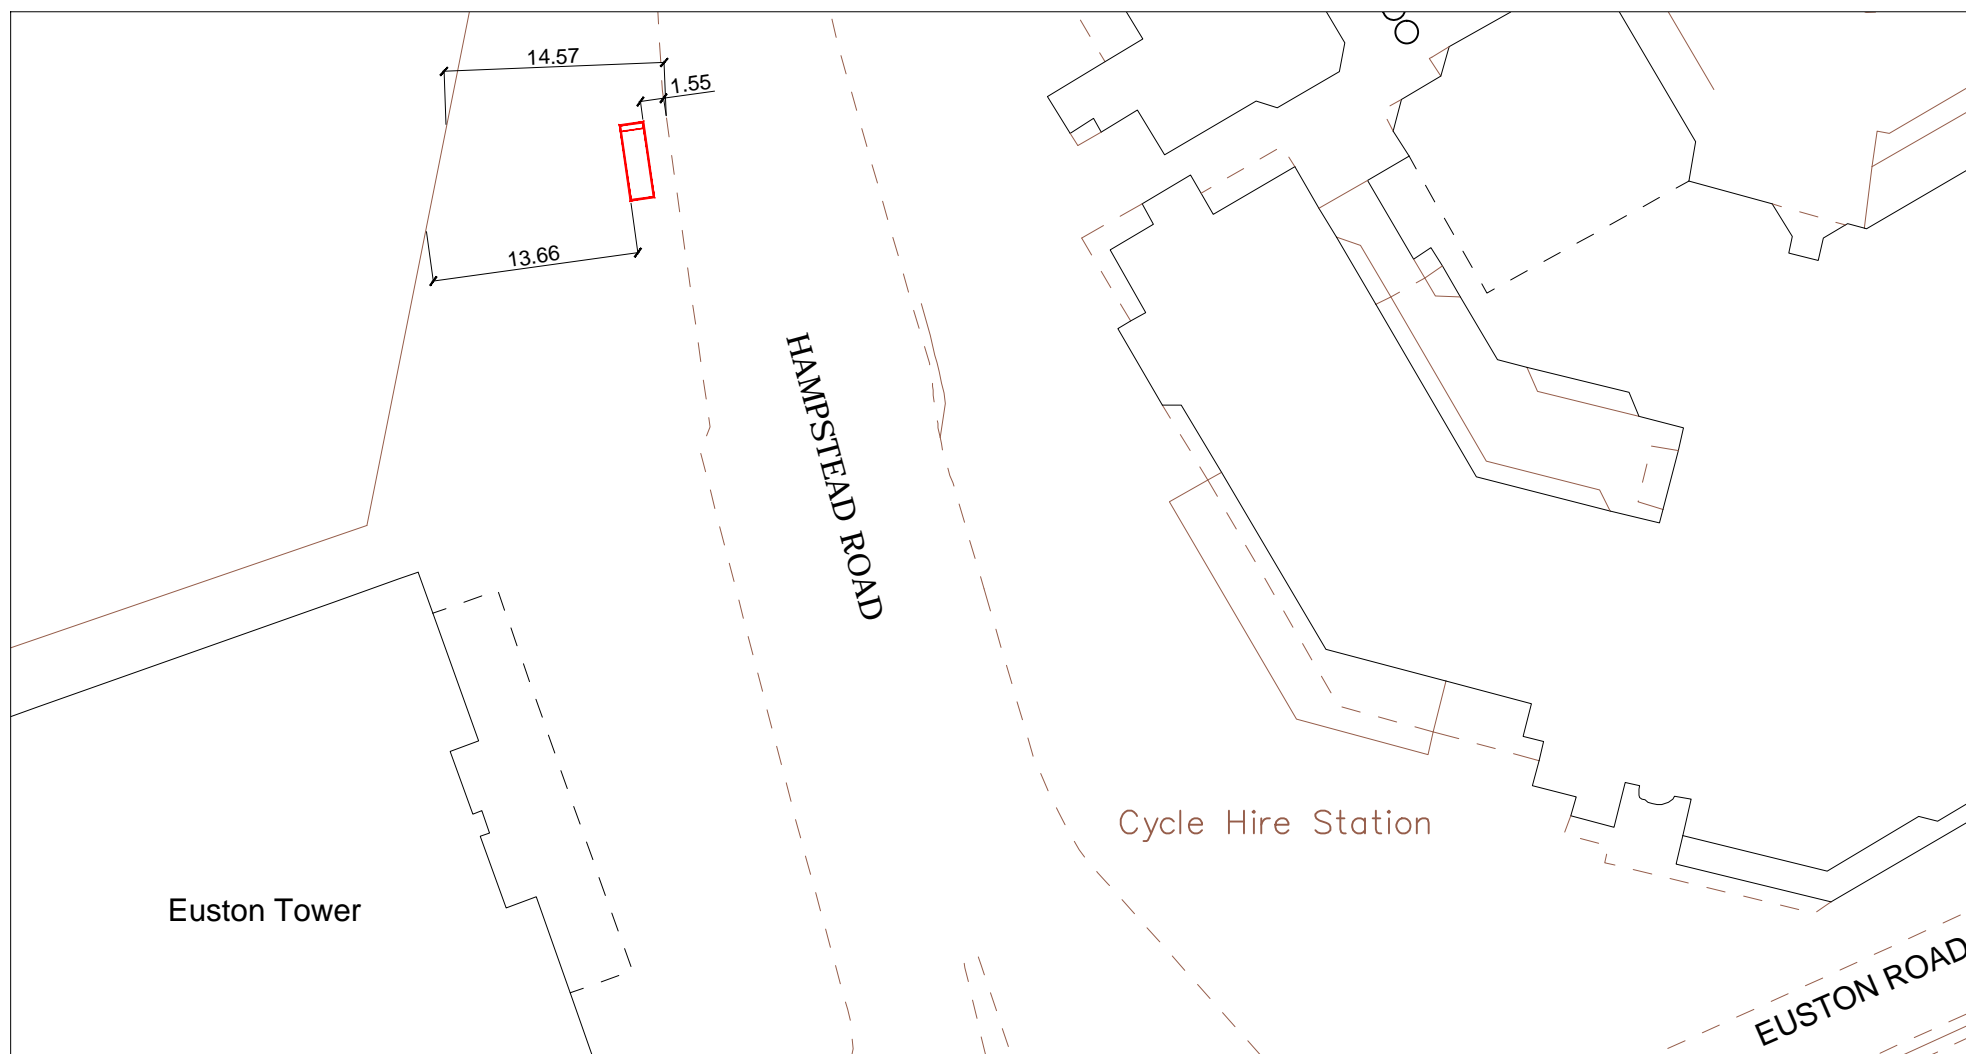 14.57
1.55
13.66
HAMPSTEAD ROAD
Cycle Hire Station
Euston Tower
EUSTON ROAD